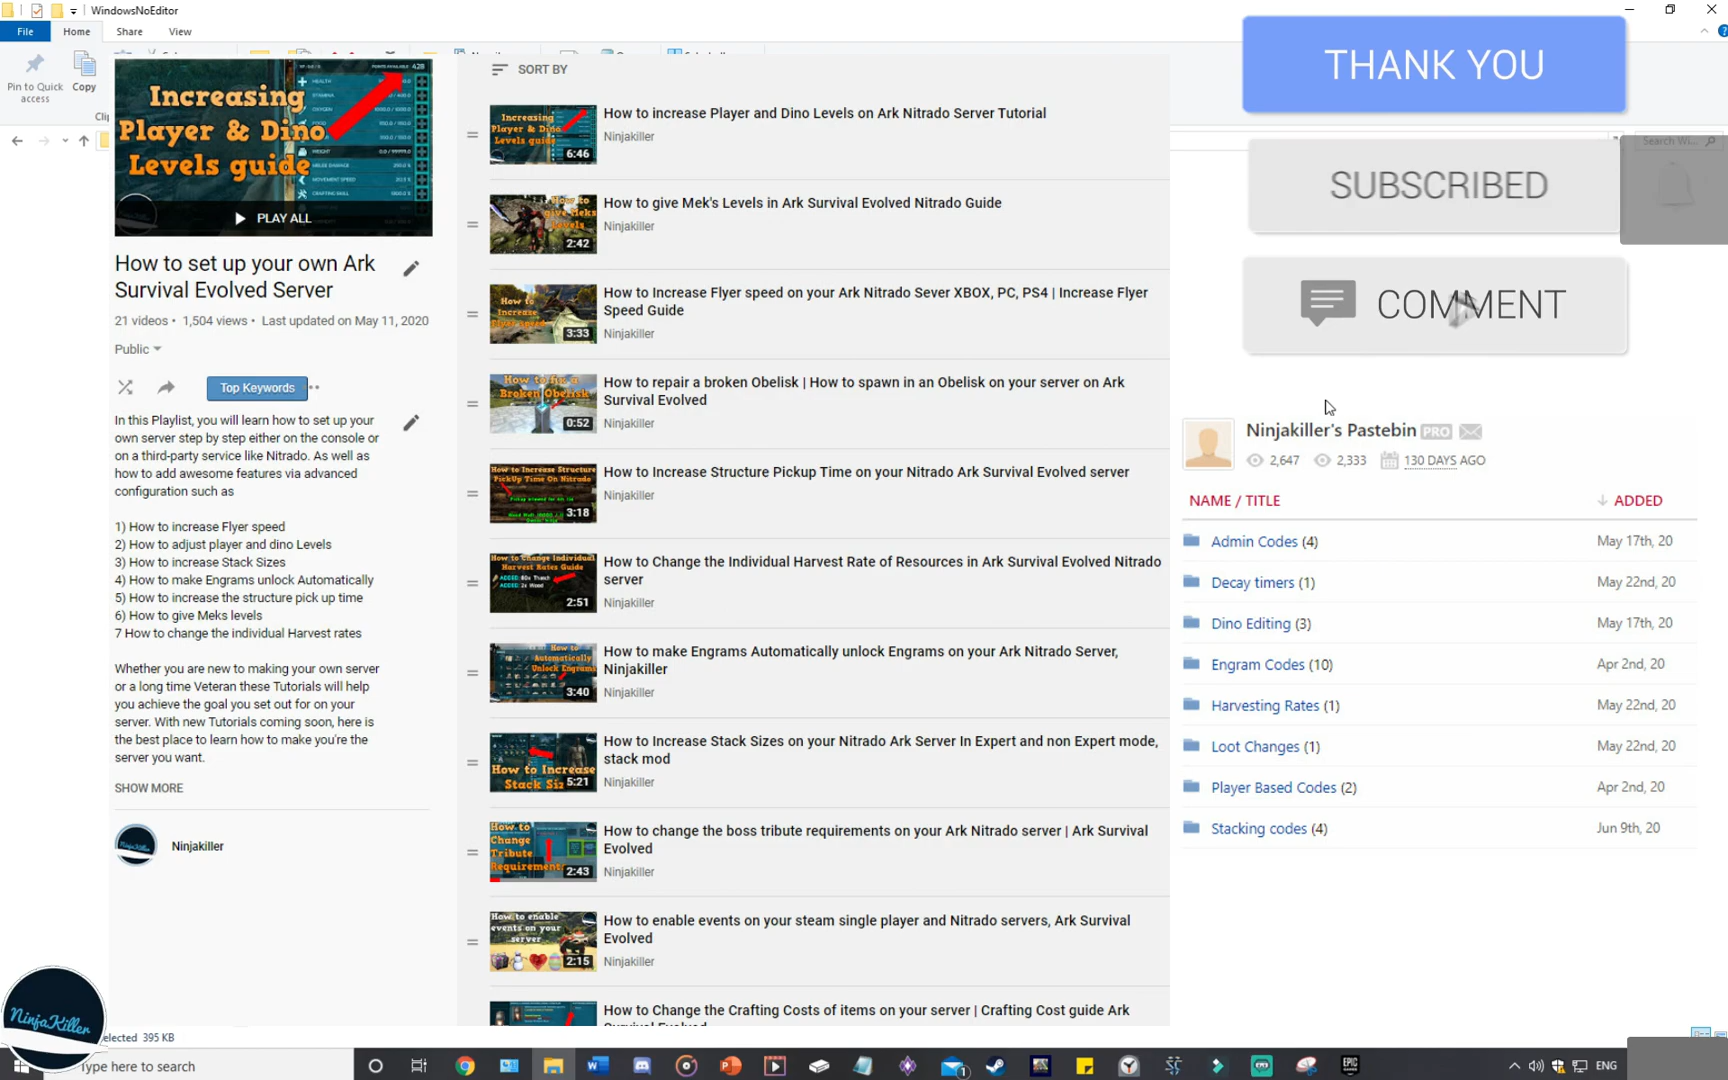 WindowsNoEditor
File Home Share View
Pin to Quick access
Copy
Increasing Player & Dino Levels guide
PLAY ALL
How to set up your own Ark
Survival Evolved Server
21 videos • 1,504 views • Last updated on May 11, 2020
Public
Top Keywords
In this Playlist, you will learn how to set up your
own server step by step either on the console or
on a third-party service like Nitrado. As well as
how to add awesome features via advanced
configuration such as
1) How to increase Flyer speed
2) How to adjust player and dino Levels
3) How to increase Stack Sizes
4) How to make Engrams unlock Automatically
5) How to increase the structure pick up time
6) How to give Meks levels
7 How to change the individual Harvest rates
Whether you are new to making your own server
or a long time Veteran these Tutorials will help
you achieve the goal you set out for on your
server. With new Tutorials coming soon, here is
the best place to learn how to make you're the
server you want.
SHOW MORE
Ninjakiller
SORT BY
6:46
How to increase Player and Dino Levels on Ark Nitrado Server Tutorial
Ninjakiller
2:42
How to give Mek's Levels in Ark Survival Evolved Nitrado Guide
Ninjakiller
3:33
How to Increase Flyer speed on your Ark Nitrado Sever XBOX, PC, PS4 | Increase Flyer
Speed Guide
Ninjakiller
0:52
How to repair a broken Obelisk | How to spawn in an Obelisk on your server on Ark
Survival Evolved
Ninjakiller
3:18
How to Increase Structure Pickup Time on your Nitrado Ark Survival Evolved server
Ninjakiller
2:51
How to Change the Individual Harvest Rate of Resources in Ark Survival Evolved Nitrado
server
Ninjakiller
3:40
How to make Engrams Automatically unlock Engrams on your Ark Nitrado Server,
Ninjakiller
Ninjakiller
5:21
How to Increase Stack Sizes on your Nitrado Ark Server In Expert and non Expert mode,
stack mod
Ninjakiller
2:43
How to change the boss tribute requirements on your Ark Nitrado server | Ark Survival
Evolved
Ninjakiller
2:15
How to enable events on your steam single player and Nitrado servers, Ark Survival
Evolved
Ninjakiller
How to Change the Crafting Costs of items on your server | Crafting Cost guide Ark
Survival Evolved
THANK YOU
Search Wi...
SUBSCRIBED
COMMENT
Ninjakiller's Pastebin PRO
2,647 2,333 130 DAYS AGO
NAME / TITLE ADDED
Admin Codes (4) May 17th, 20
Decay timers (1) May 22nd, 20
Dino Editing (3) May 17th, 20
Engram Codes (10) Apr 2nd, 20
Harvesting Rates (1) May 22nd, 20
Loot Changes (1) May 22nd, 20
Player Based Codes (2) Apr 2nd, 20
Stacking codes (4) Jun 9th, 20
NinjaKiller
elected 395 KB
Type here to search
ENG